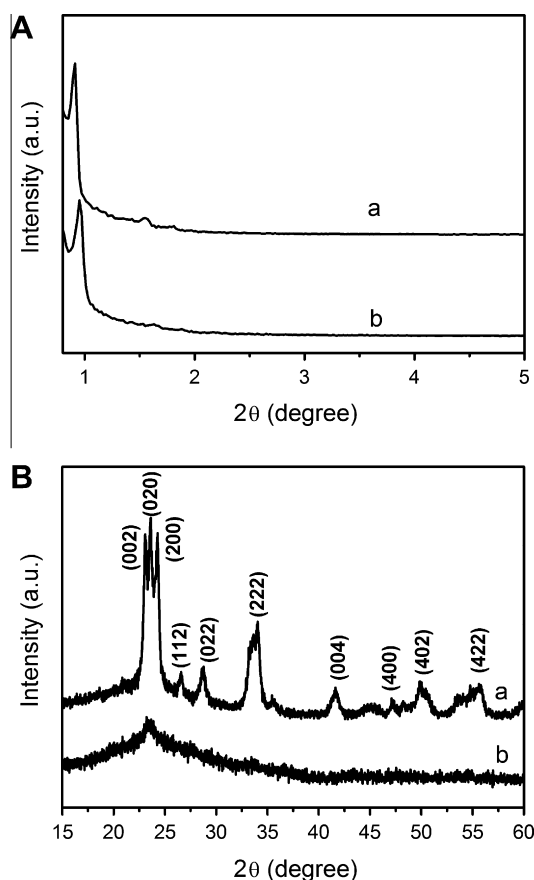 A
Intensity (a.u.)
a
b
1 2 3 4 5
2θ (degree)
B
Intensity (a.u.)
(002)
(020)
(200)
(112)
(022)
(222)
(004)
(400)
(402)
(422)
a
b
15 20 25 30 35 40 45 50 55 60
2θ (degree)